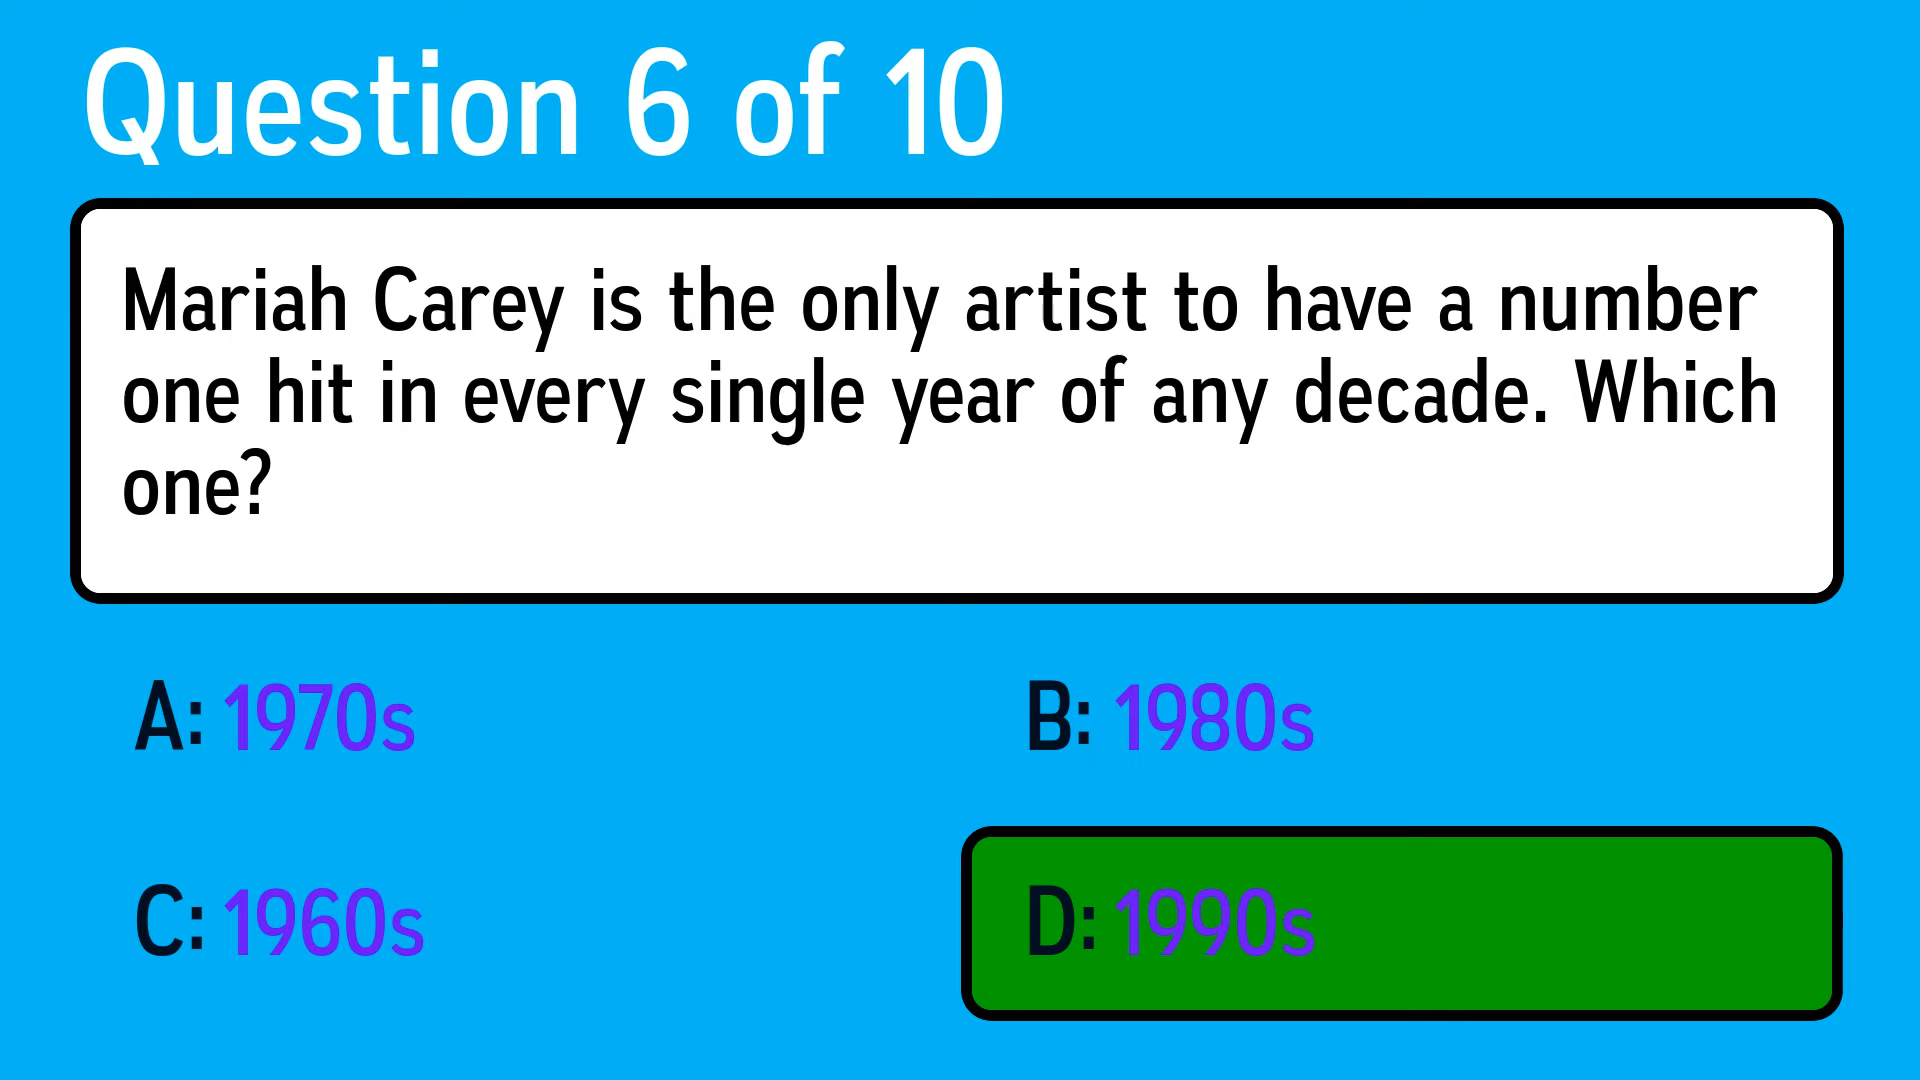 Question 6 of 10
Mariah Carey is the only artist to have a number
one hit in every single year of any decade. Which
one?
A: 1970s
B: 1980s
C: 1960s
D: 1990s